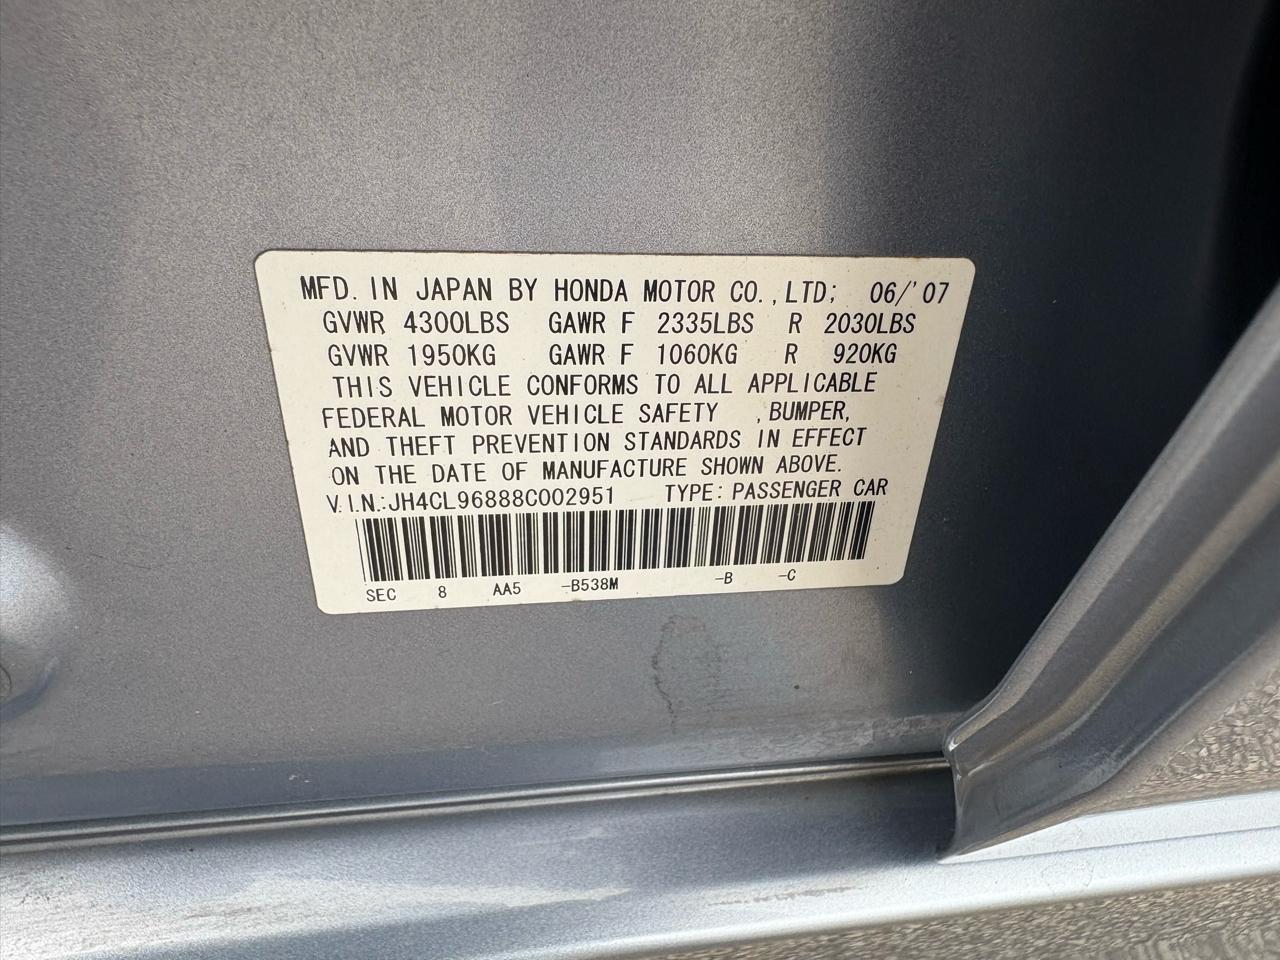 MFD. IN JAPAN BY HONDA MOTOR CO.,LTD; 06/'07
GVWR 4300LBS GAWR F 2335LBS R 2030LBS
GVWR 1950KG GAWR F 1060KG R 920KG
THIS VEHICLE CONFORMS TO ALL APPLICABLE
FEDERAL MOTOR VEHICLE SAFETY ,BUMPER,
AND THEFT PREVENTION STANDARDS IN EFFECT
ON THE DATE OF MANUFACTURE SHOWN ABOVE.
V.I.N.:JH4CL96888C002951 TYPE: PASSENGER CAR
SEC 8 AA5 -B538M -B -C